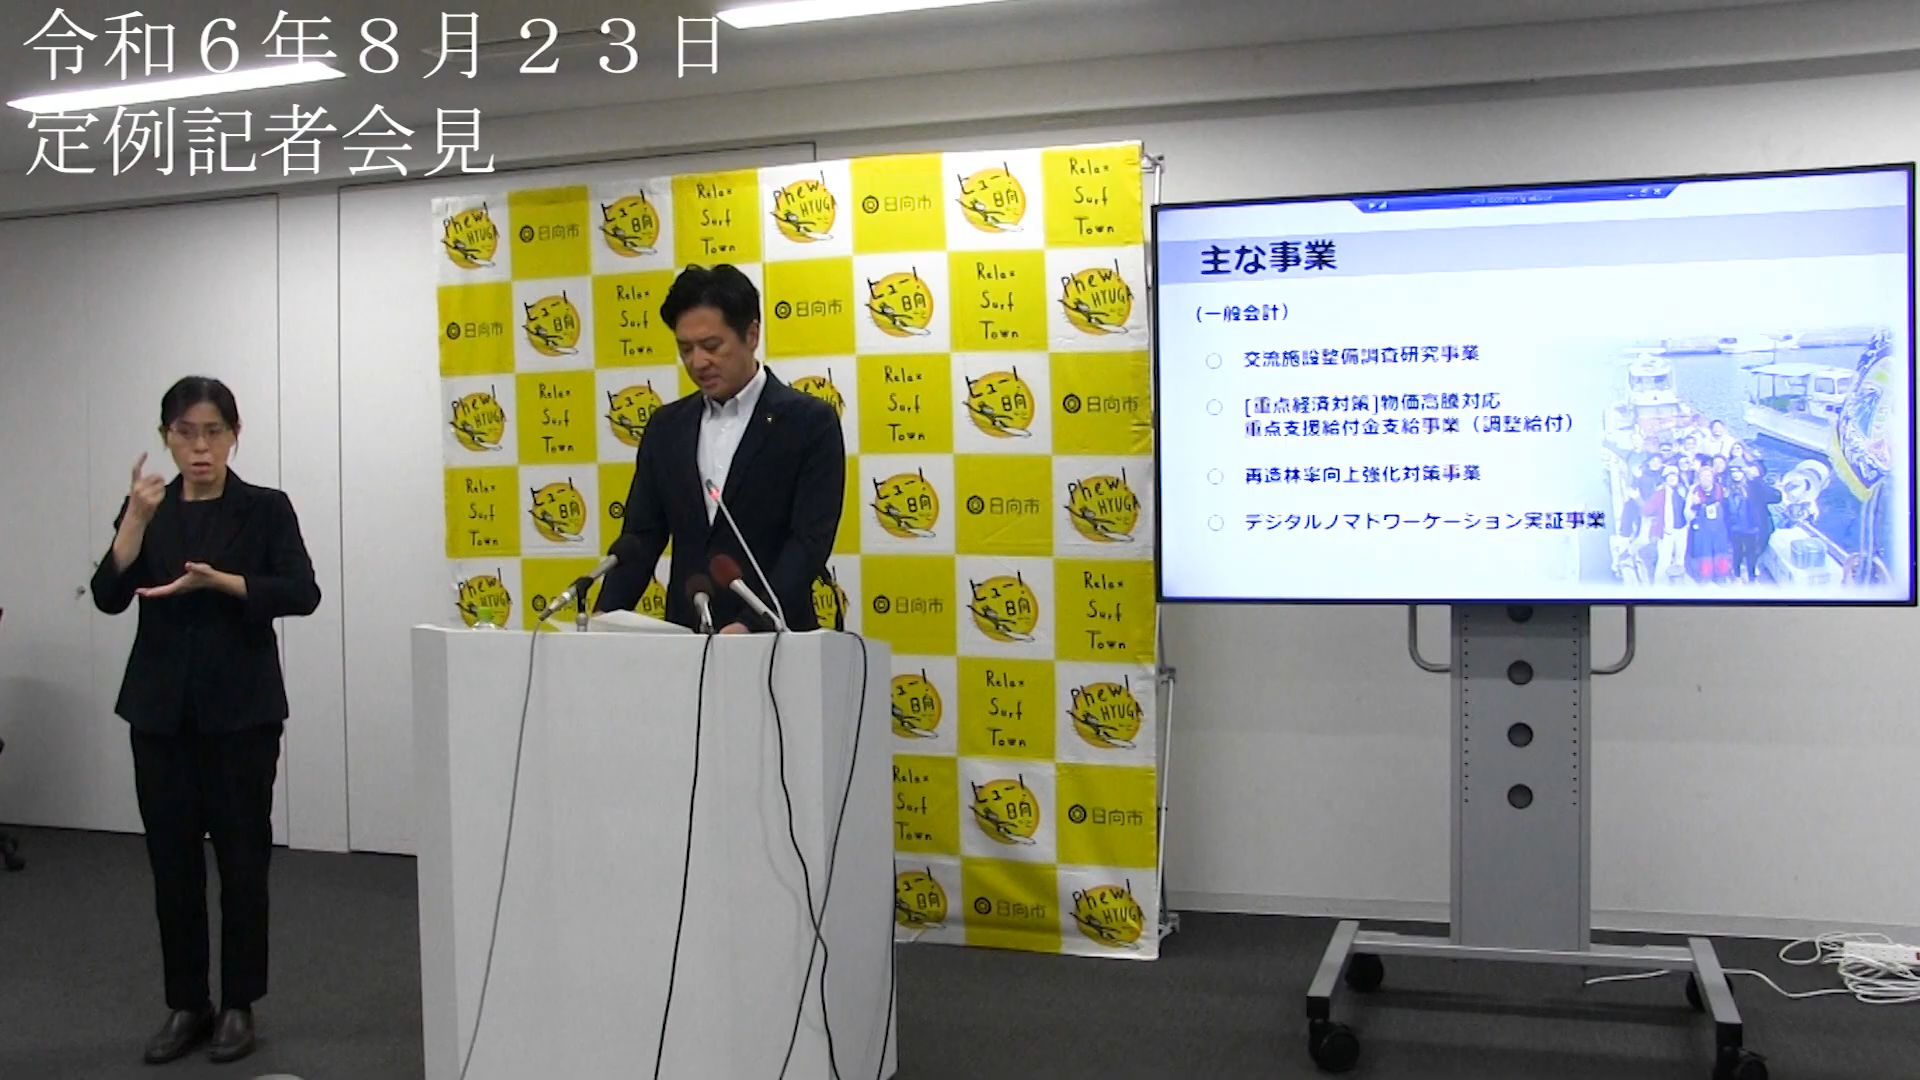 令和６年８月２３日
定例記者会見
Phew! HYUGA
日向市
ヒュー!日向
Relax
Surf
Town
主な事業
(一般会計)
○ 交流施設整備調査研究事業
○ [重点経済対策]物価高騰対応
重点支援給付金支給事業（調整給付）
○ 再造林率向上強化対策事業
○ デジタルノマドワーケーション実証事業